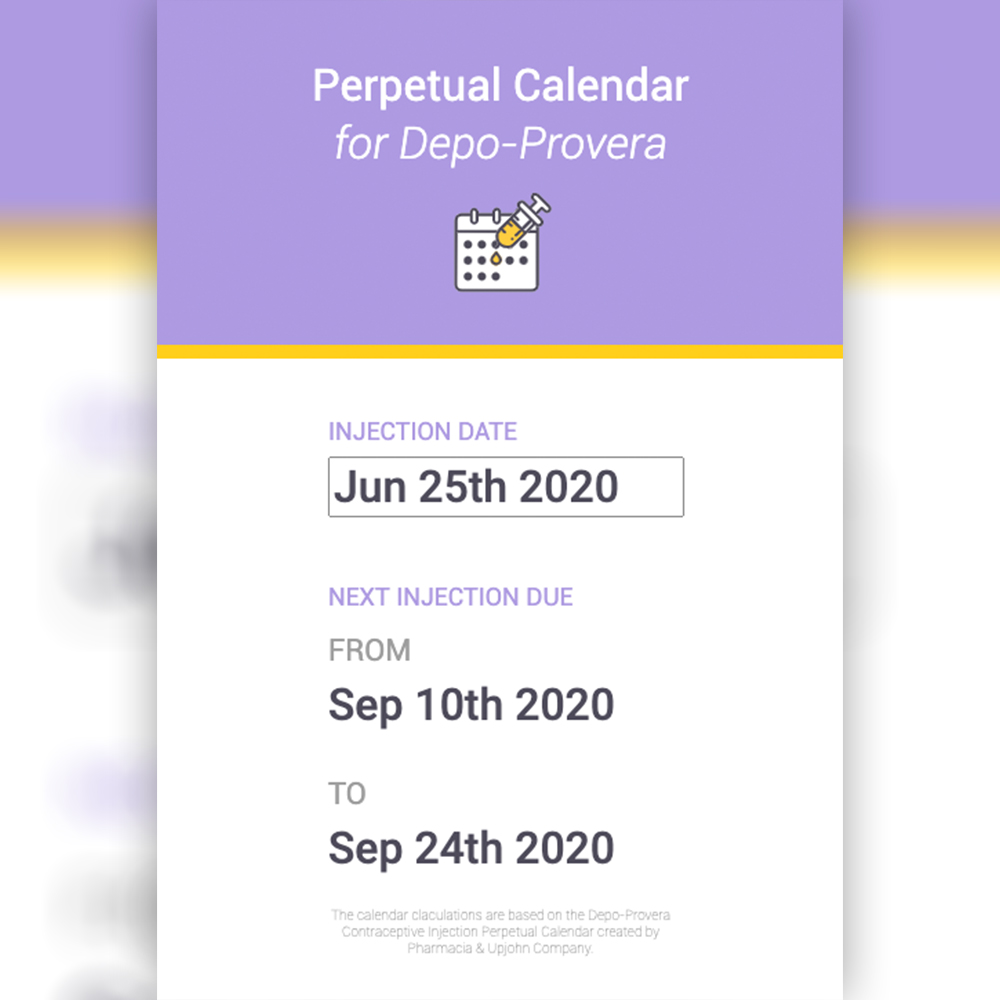 Perpetual Calendar
for Depo-Provera
INJECTION DATE
Jun 25th 2020
NEXT INJECTION DUE
FROM
Sep 10th 2020
TO
Sep 24th 2020
The calendar claculations are based on the Depo-Provera
Contraceptive Injection Perpetual Calendar created by
Pharmacia & Upjohn Company.